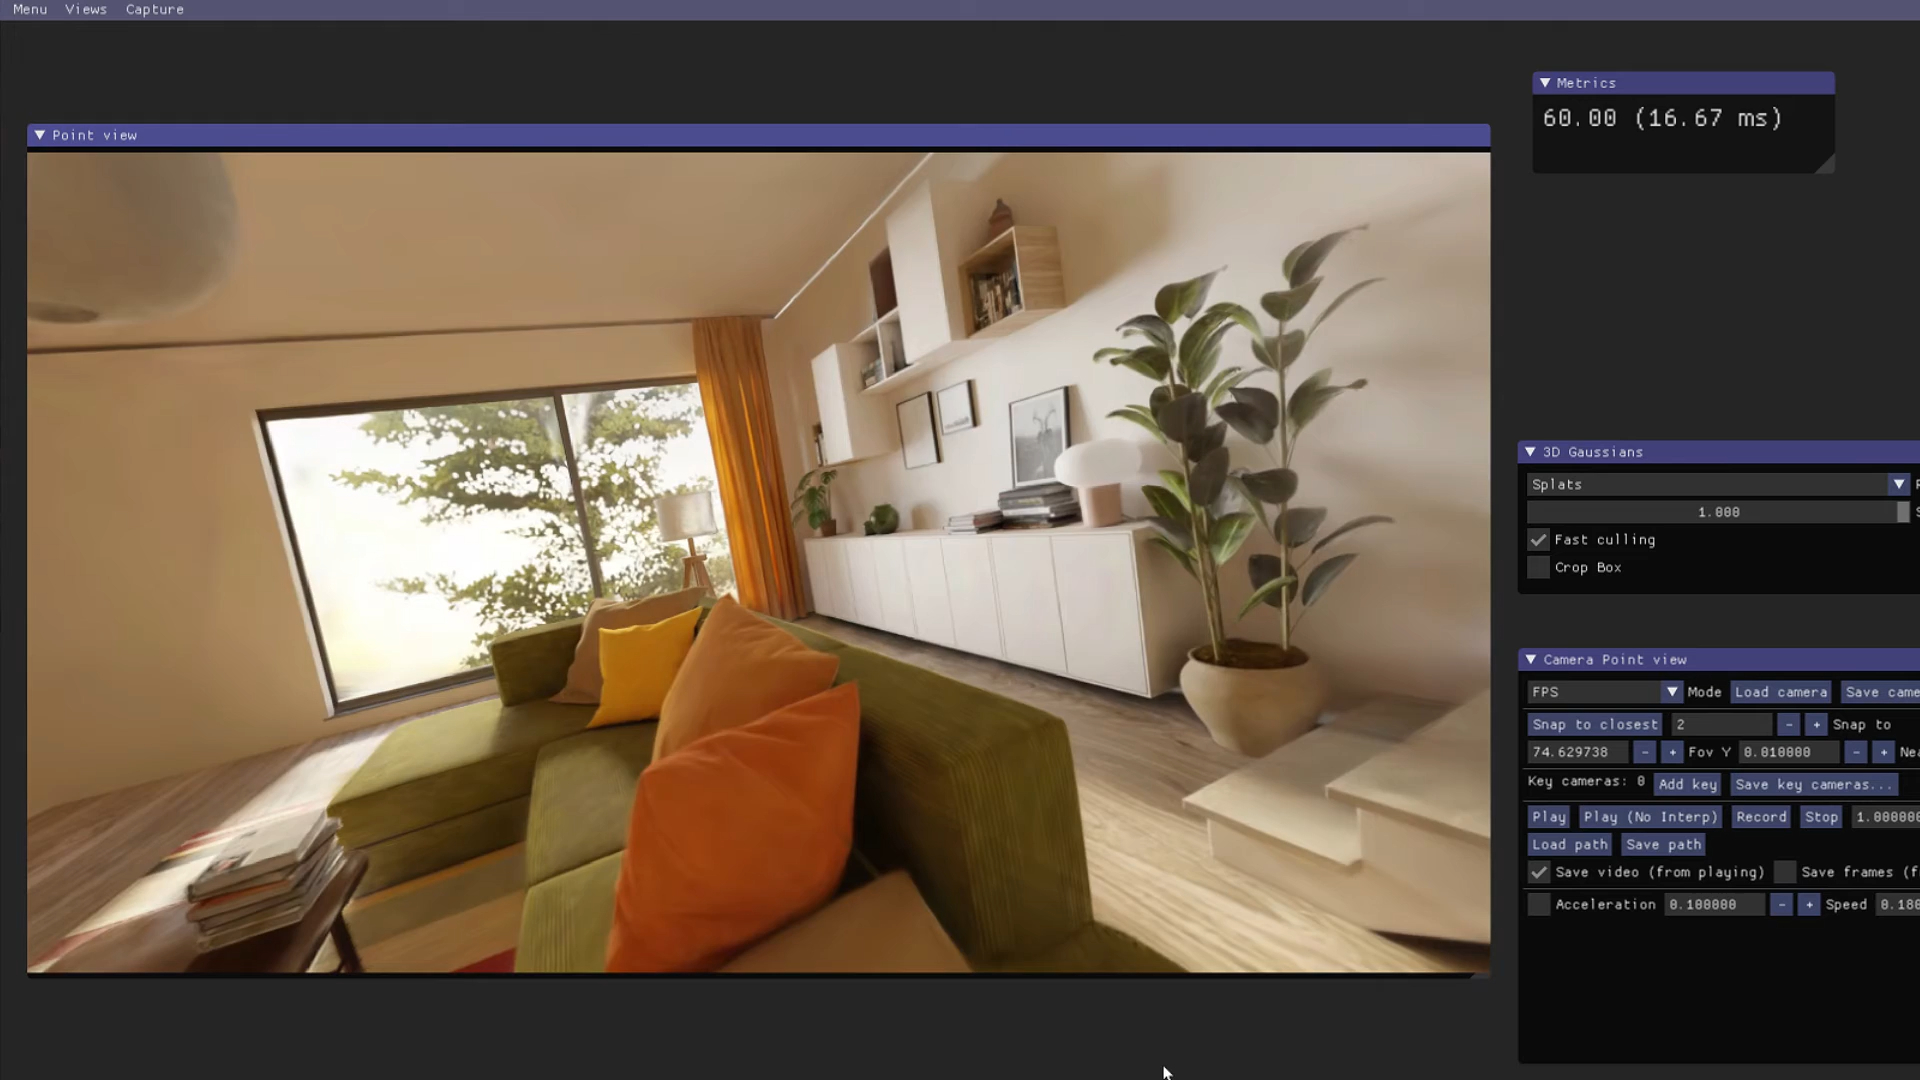 Menu Views Capture
Metrics
60.00 (16.67 ms)
Point view
3D Gaussians
Splats
1.000
Fast culling
Crop Box
Camera Point view
FPS Mode Load camera Save
Snap to closest 2 - + Snap to
74.629738 - + Fov Y 0.010000 - +
Key cameras: 0 Add key Save key cameras...
Play Play (No Interp) Record Stop 1.000000
Load path Save path
Save video (from playing) Save frames
Acceleration 0.100000 - + Speed